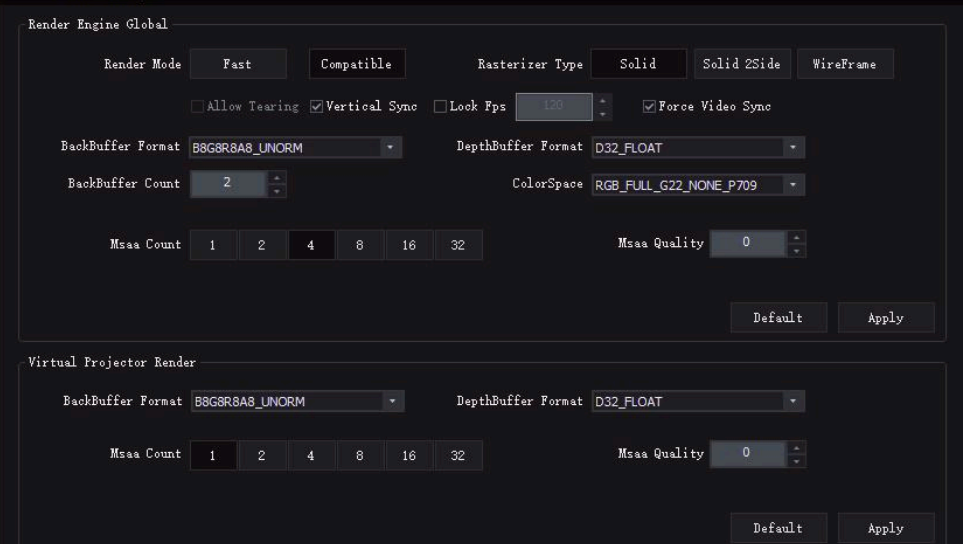 Render Engine Global
Render Mode Fast Compatible Rasterizer Type Solid Solid 2Side WireFrame
Allow Tearing Vertical Sync Lock Fps 120 Force Video Sync
BackBuffer Format B8G8R8A8_UNORM DepthBuffer Format D32_FLOAT
BackBuffer Count 2 ColorSpace RGB_FULL_G22_NONE_P709
Msaa Count 1 2 4 8 16 32 Msaa Quality 0
Default Apply
Virtual Projector Render
BackBuffer Format B8G8R8A8_UNORM DepthBuffer Format D32_FLOAT
Msaa Count 1 2 4 8 16 32 Msaa Quality 0
Default Apply